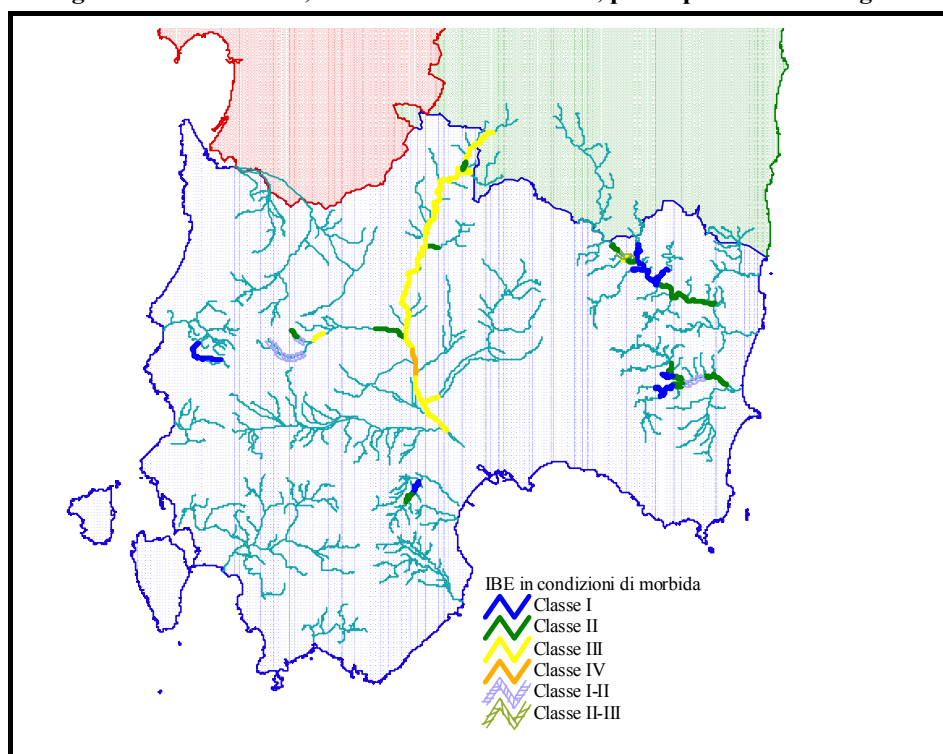 IBE in condizioni di morbida
Classe I
Classe II
Classe III
Classe IV
Classe I-II
Classe II-III